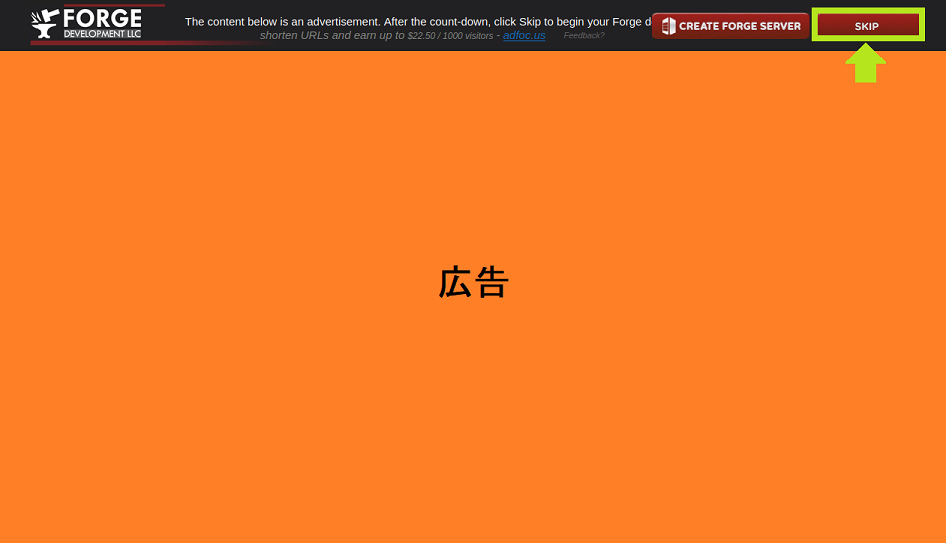 FORGE
DEVELOPMENT LLC
The content below is an advertisement. After the count-down, click Skip to begin your Forge d
shorten URLs and earn up to $22.50 / 1000 visitors - adfoc.us Feedback?
CREATE FORGE SERVER
SKIP
広告